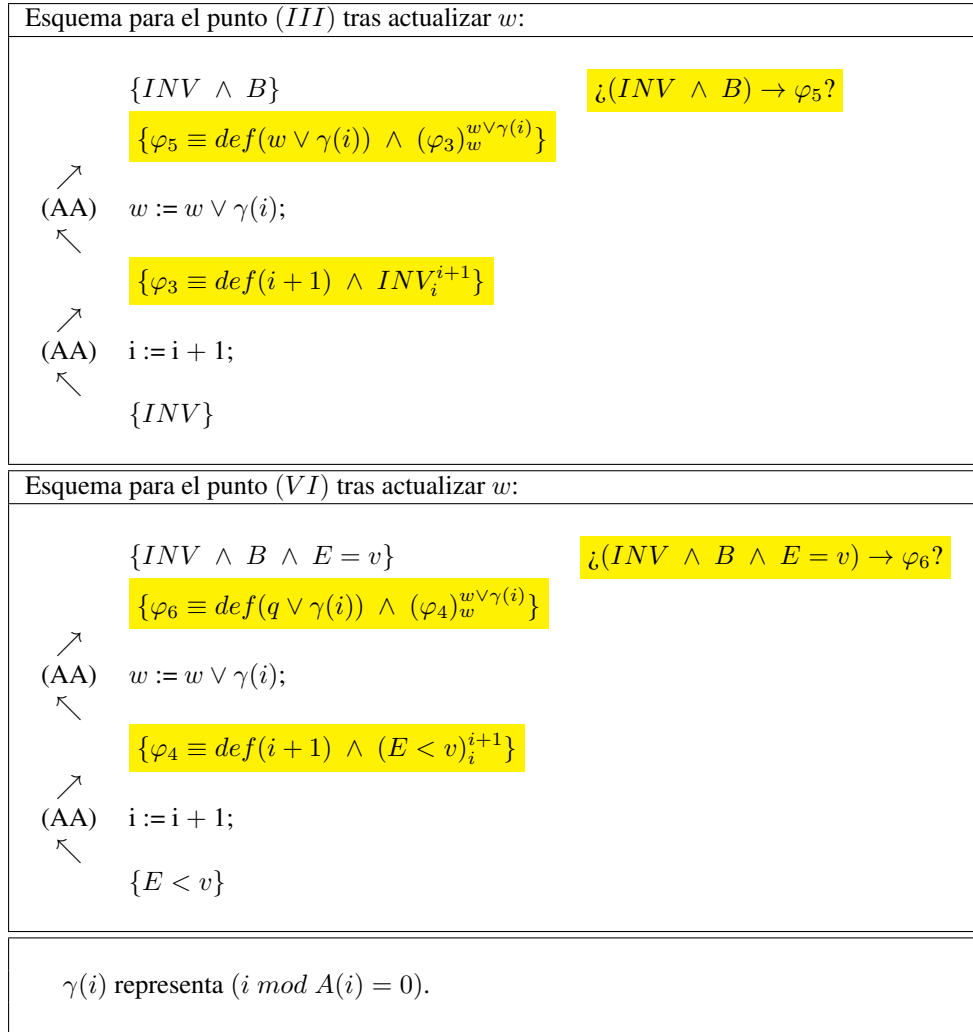 Esquema para el punto (III) tras actualizar w:
{INV ∧ B} ¿(INV ∧ B) → φ₅?
{φ₅ ≡ def(w ∨ γ(i)) ∧ (φ₃)_w^{w∨γ(i)}}
↗
(AA) w := w ∨ γ(i);
↖
{φ₃ ≡ def(i + 1) ∧ INV_i^{i+1}}
↗
(AA) i := i + 1;
↖
{INV}
Esquema para el punto (VI) tras actualizar w:
{INV ∧ B ∧ E = v} ¿(INV ∧ B ∧ E = v) → φ₆?
{φ₆ ≡ def(q ∨ γ(i)) ∧ (φ₄)_w^{w∨γ(i)}}
↗
(AA) w := w ∨ γ(i);
↖
{φ₄ ≡ def(i + 1) ∧ (E < v)_i^{i+1}}
↗
(AA) i := i + 1;
↖
{E < v}
γ(i) representa (i mod A(i) = 0).